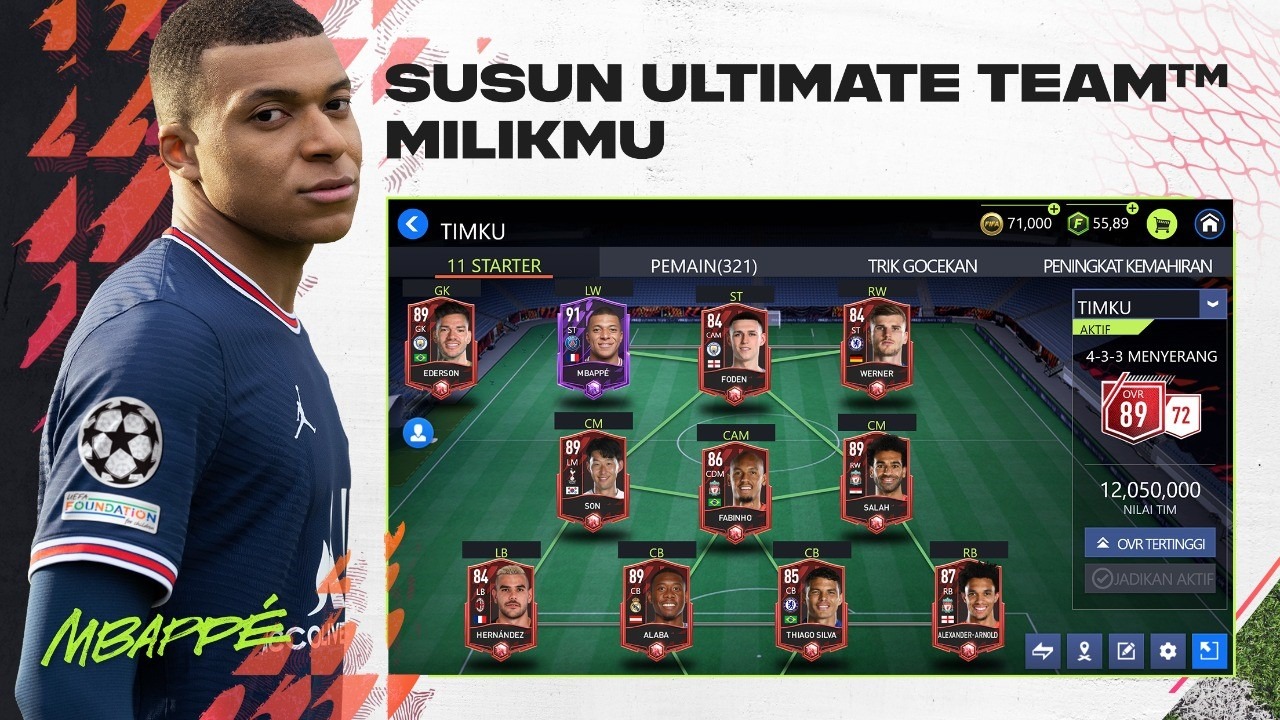 SUSUN ULTIMATE TEAM™
MILIKMU
TIMKU
71,000
55,89
11 STARTER
PEMAIN(321)
TRIK GOCEKAN
PENINGKAT KEMAHIRAN
GK
89
GK
EDERSON
LW
91
ST
MBAPPÉ
ST
84
CAM
FODEN
RW
84
ST
WERNER
TIMKU
AKTIF
4-3-3 MENYERANG
OVR
89
72
CM
89
LM
SON
CAM
86
CDM
FABINHO
CM
89
RW
SALAH
12,050,000
NILAI TIM
OVR TERTINGGI
JADIKAN AKTIF
LB
84
LB
HERNÁNDEZ
CB
89
CB
ALABA
CB
85
CB
THIAGO SILVA
RB
87
RB
ALEXANDER-ARNOLD
UEFA
FOUNDATION
for children
MBAPPÉ